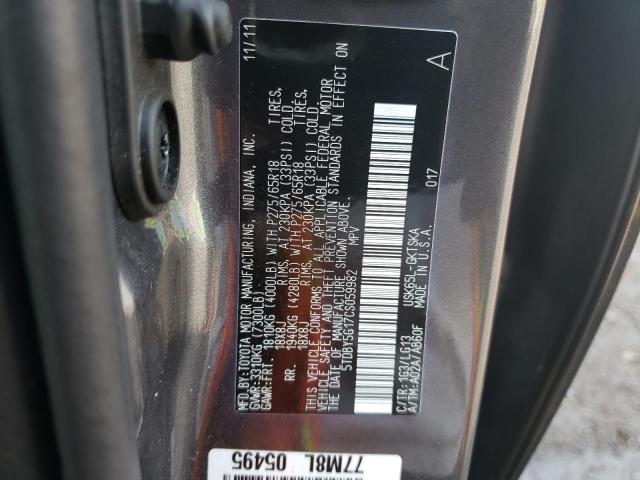 MFD.BY:TOYOTA MOTOR MANUFACTURING, INDIANA, INC. 11/11
GVWR:3310KG (7300LB)
GAWR:FRT. 1810KG (4000LB) WITH P275/65R18 TIRES,
18X8J RIMS, AT 230KPA (33PSI) COLD.
RR. 1940KG (4280LB) WITH P275/65R18 TIRES,
18X8J RIMS, AT 230KPA (33PSI) COLD.
THIS VEHICLE CONFORMS TO ALL APPLICABLE FEDERAL MOTOR
VEHICLE SAFETY AND THEFT PREVENTION STANDARDS IN EFFECT ON
THE DATE OF MANUFACTURE SHOWN ABOVE.
5TDBY5G17CS059982 MPV
A
017
C/TR:1G3/LG13 USK65L-GKTSKA
A/TM:A02A/AB60F MADE IN U.S.A.
77M8L 05495